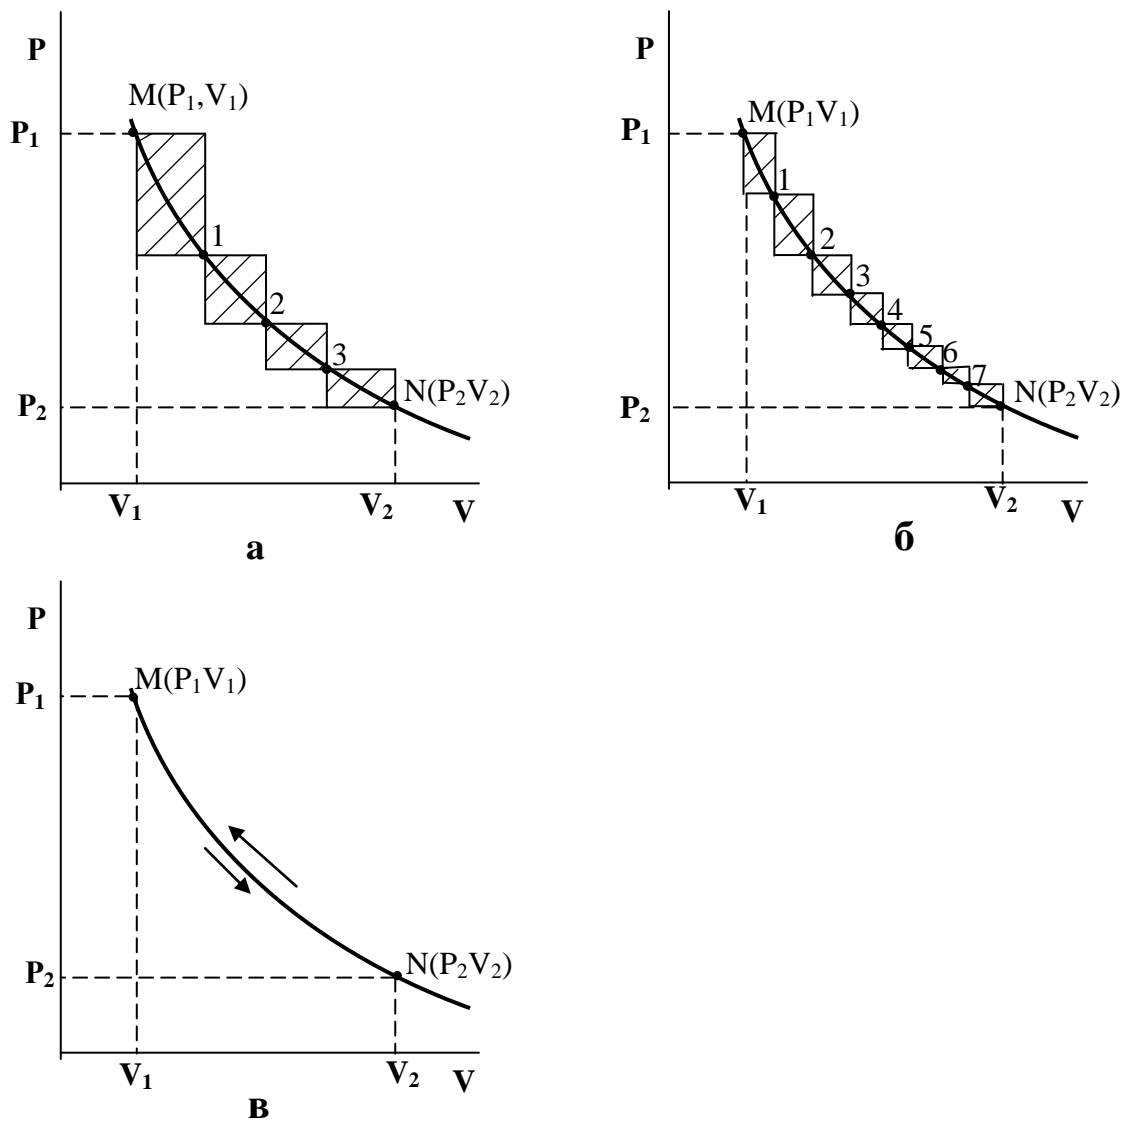 P
M(P₁,V₁)
P₁
1
2
3
N(P₂V₂)
P₂
V₁
V₂
V
а
P
M(P₁V₁)
P₁
1
2
3
4
5
6
7
N(P₂V₂)
P₂
V₁
V₂
V
б
P
M(P₁V₁)
P₁
N(P₂V₂)
P₂
V₁
V₂
V
в